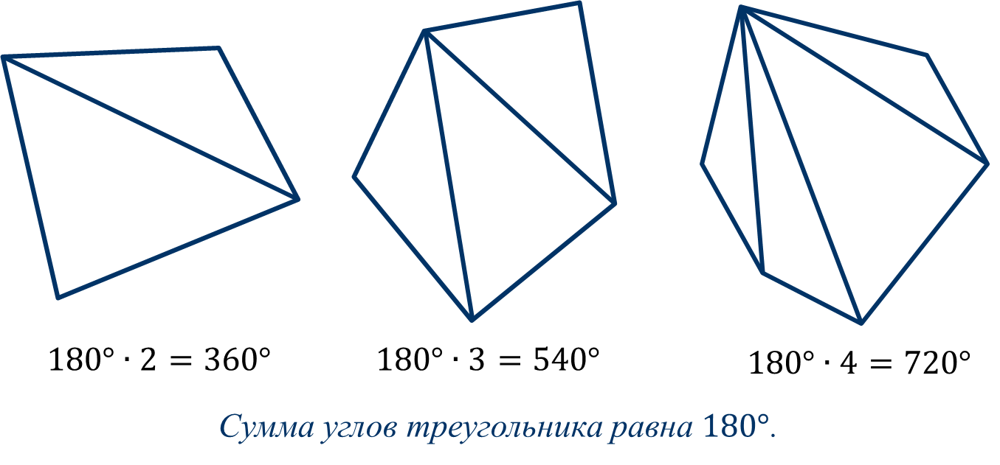 180° · 2 = 360°
180° · 3 = 540°
180° · 4 = 720°
Сумма углов треугольника равна 180°.